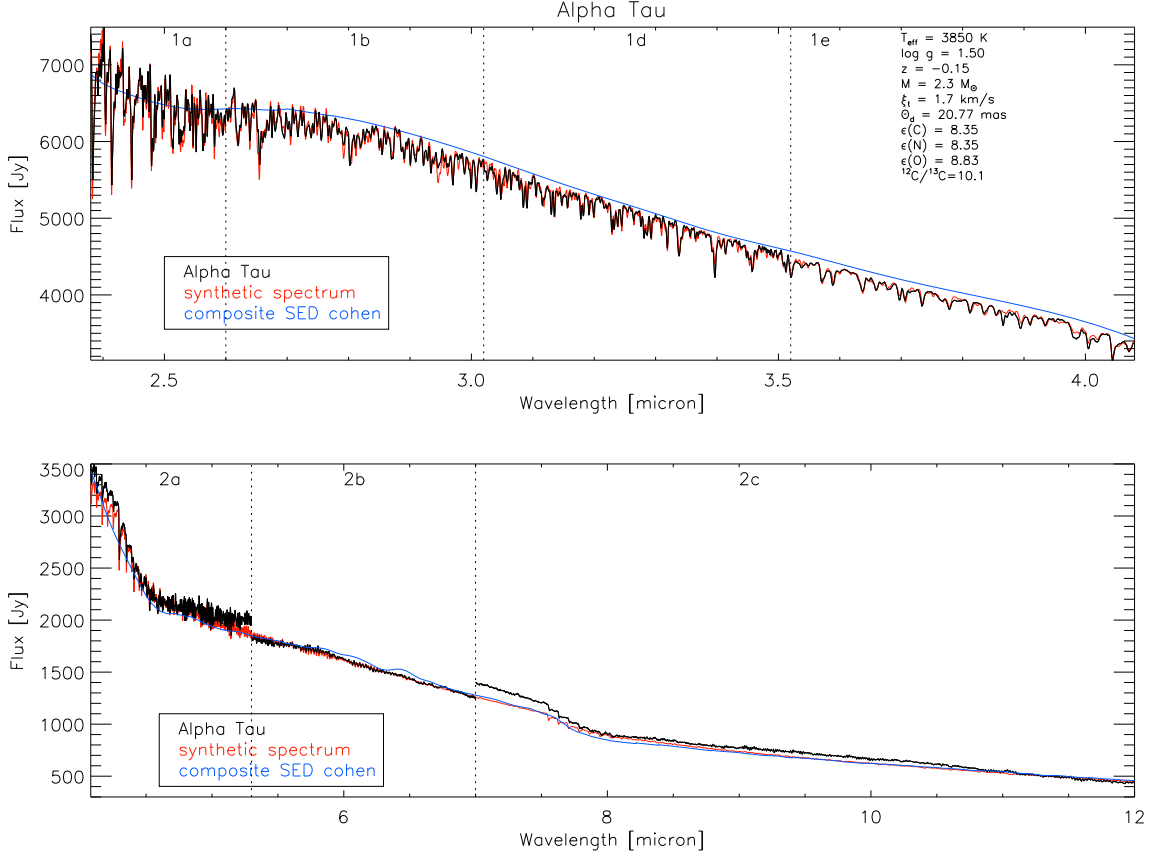 Alpha Tau
1a 1b 1d 1e
T_eff = 3850 K
log g = 1.50
z = −0.15
M = 2.3 M_⊙
ξ_t = 1.7 km/s
Θ_d = 20.77 mas
ε(C) = 8.35
ε(N) = 8.35
ε(O) = 8.83
¹²C/¹³C=10.1
7000
6000
5000
4000
Flux [Jy]
Alpha Tau
synthetic spectrum
composite SED cohen
2.5 3.0 3.5 4.0
Wavelength [micron]
2a 2b 2c
3500
3000
2500
2000
1500
1000
500
Flux [Jy]
Alpha Tau
synthetic spectrum
composite SED cohen
6 8 10 12
Wavelength [micron]